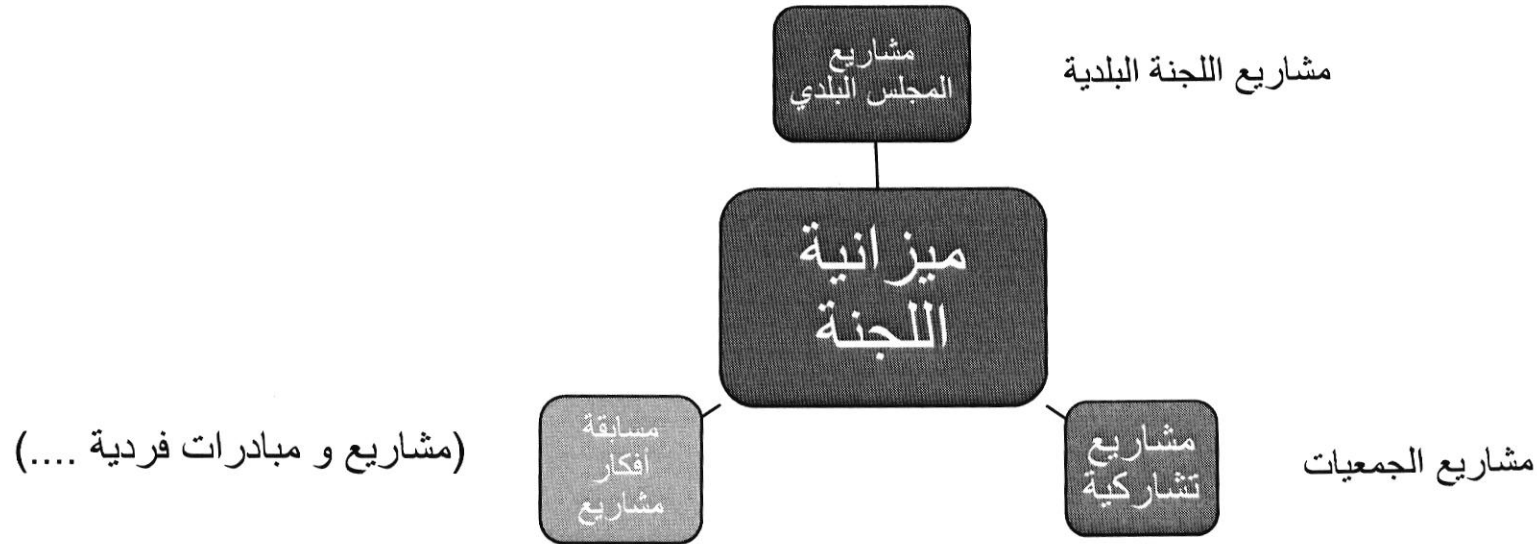 مشاريع
المجلس البلدي
مشاريع اللجنة البلدية
ميزانية
اللجنة
مشاريع
تشاركية
مشاريع الجمعيات
مسابقة
أفكار
مشاريع
(مشاريع و مبادرات فردية ....)